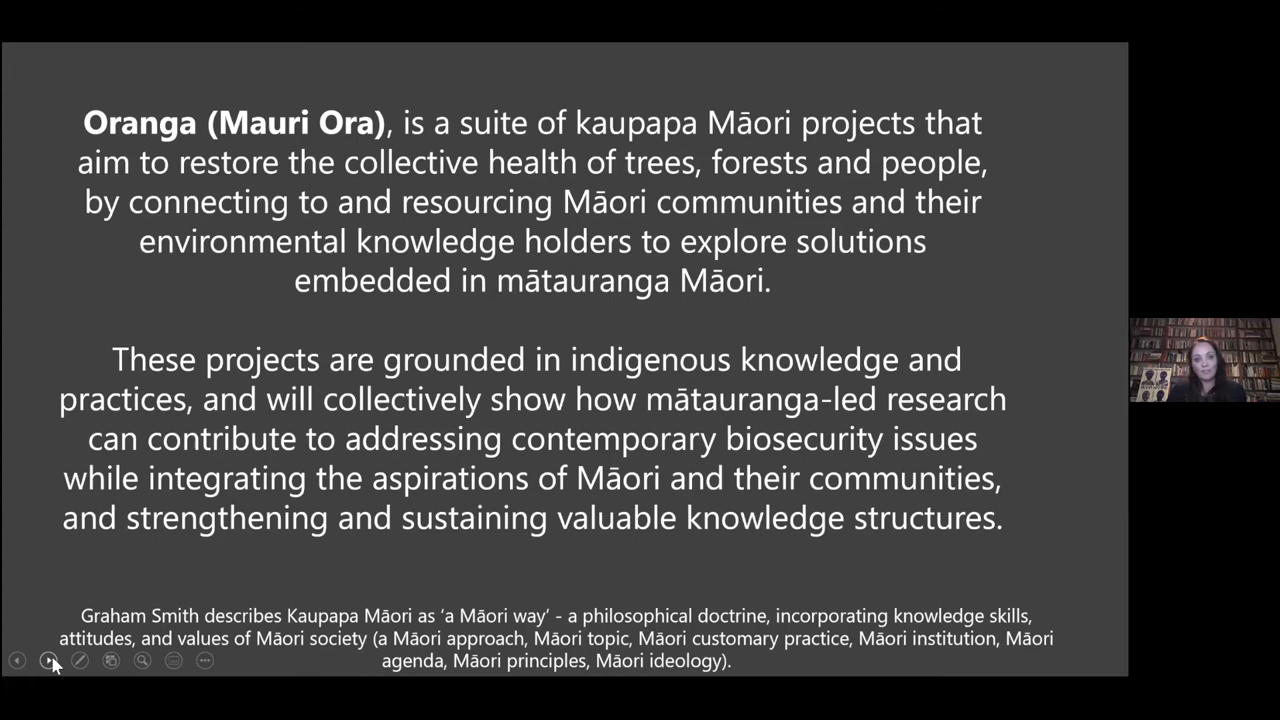 Oranga (Mauri Ora), is a suite of kaupapa Māori projects that
aim to restore the collective health of trees, forests and people,
by connecting to and resourcing Māori communities and their
environmental knowledge holders to explore solutions
embedded in mātauranga Māori.
These projects are grounded in indigenous knowledge and
practices, and will collectively show how mātauranga-led research
can contribute to addressing contemporary biosecurity issues
while integrating the aspirations of Māori and their communities,
and strengthening and sustaining valuable knowledge structures.
Graham Smith describes Kaupapa Māori as ‘a Māori way’ - a philosophical doctrine, incorporating knowledge skills,
attitudes, and values of Māori society (a Māori approach, Māori topic, Māori customary practice, Māori institution, Māori
agenda, Māori principles, Māori ideology).